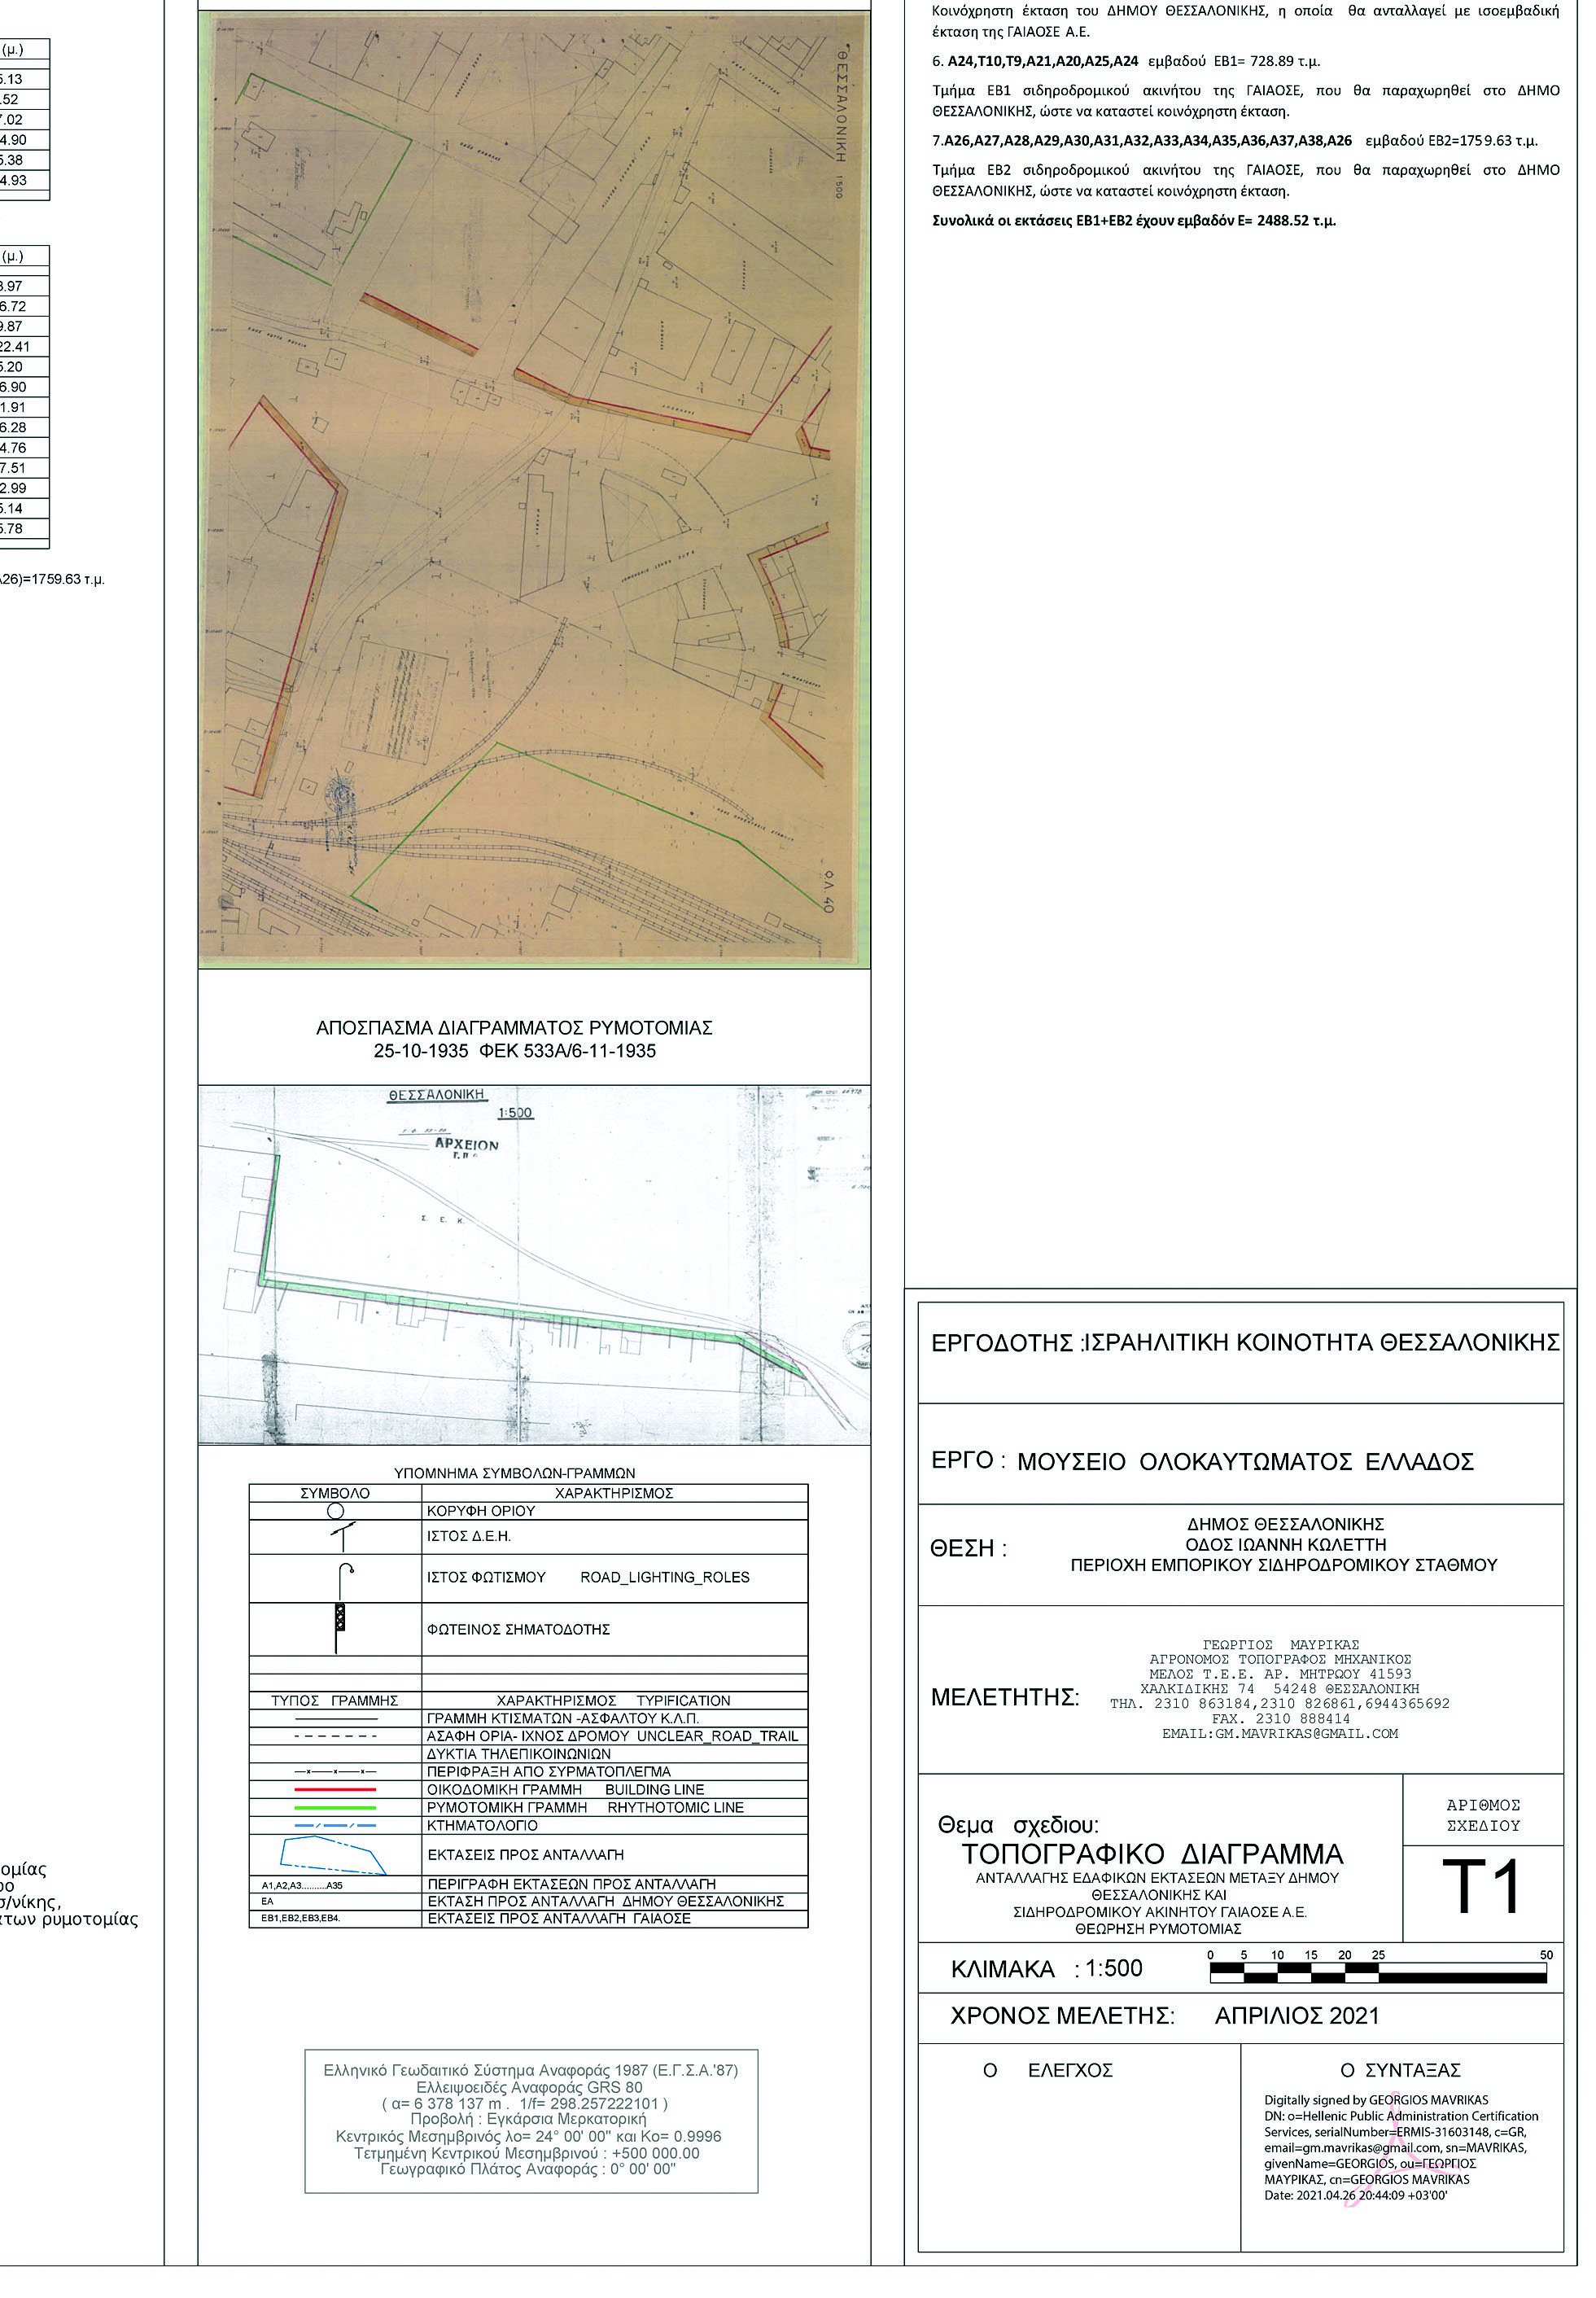 (μ.)
5.13
.52
7.02
4.90
5.38
4.93
(μ.)
3.97
6.72
9.87
22.41
5.20
6.90
1.91
6.28
4.76
7.51
2.99
5.14
5.78
Α26)=1759.63 τ.μ.
ομίας
ρο
σ/νίκης,
των ρυμοτομίας
ΘΕΣΣΑΛΟΝΙΚΗ 1:500
Φ.Λ. 40
ΑΠΟΣΠΑΣΜΑ ΔΙΑΓΡΑΜΜΑΤΟΣ ΡΥΜΟΤΟΜΙΑΣ
25-10-1935 ΦΕΚ 533Α/6-11-1935
ΘΕΣΣΑΛΟΝΙΚΗ
1:500
ΑΡΧΕΙΟΝ
Σ. Ε. Κ.
ΥΠΟΜΝΗΜΑ ΣΥΜΒΟΛΩΝ-ΓΡΑΜΜΩΝ
ΣΥΜΒΟΛΟ ΧΑΡΑΚΤΗΡΙΣΜΟΣ
ΚΟΡΥΦΗ ΟΡΙΟΥ
ΙΣΤΟΣ Δ.Ε.Η.
ΙΣΤΟΣ ΦΩΤΙΣΜΟΥ ROAD_LIGHTING_ROLES
ΦΩΤΕΙΝΟΣ ΣΗΜΑΤΟΔΟΤΗΣ
ΤΥΠΟΣ ΓΡΑΜΜΗΣ ΧΑΡΑΚΤΗΡΙΣΜΟΣ TYPIFICATION
ΓΡΑΜΜΗ ΚΤΙΣΜΑΤΩΝ -ΑΣΦΑΛΤΟΥ Κ.Λ.Π.
ΑΣΑΦΗ ΟΡΙΑ- ΙΧΝΟΣ ΔΡΟΜΟΥ UNCLEAR_ROAD_TRAIL
ΔΥΚΤΙΑ ΤΗΛΕΠΙΚΟΙΝΩΝΙΩΝ
ΠΕΡΙΦΡΑΞΗ ΑΠΟ ΣΥΡΜΑΤΟΠΛΕΓΜΑ
ΟΙΚΟΔΟΜΙΚΗ ΓΡΑΜΜΗ BUILDING LINE
ΡΥΜΟΤΟΜΙΚΗ ΓΡΑΜΜΗ RHYTHOTOMIC LINE
ΚΤΗΜΑΤΟΛΟΓΙΟ
ΕΚΤΑΣΕΙΣ ΠΡΟΣ ΑΝΤΑΛΛΑΓΗ
A1,A2,A3.........A35 ΠΕΡΙΓΡΑΦΗ ΕΚΤΑΣΕΩΝ ΠΡΟΣ ΑΝΤΑΛΛΑΓΗ
ΕΑ ΕΚΤΑΣΗ ΠΡΟΣ ΑΝΤΑΛΛΑΓΗ ΔΗΜΟΥ ΘΕΣΣΑΛΟΝΙΚΗΣ
ΕΒ1,ΕΒ2,ΕΒ3,ΕΒ4. ΕΚΤΑΣΕΙΣ ΠΡΟΣ ΑΝΤΑΛΛΑΓΗ ΓΑΙΑΟΣΕ
Ελληνικό Γεωδαιτικό Σύστημα Αναφοράς 1987 (Ε.Γ.Σ.Α.'87)
Ελλειψοειδές Αναφοράς GRS 80
( α= 6 378 137 m . 1/f= 298.257222101 )
Προβολή : Εγκάρσια Μερκατορική
Κεντρικός Μεσημβρινός λο= 24° 00' 00" και Κο= 0.9996
Τετμημένη Κεντρικού Μεσημβρινού : +500 000.00
Γεωγραφικό Πλάτος Αναφοράς : 0° 00' 00"
Κοινόχρηστη έκταση του ΔΗΜΟΥ ΘΕΣΣΑΛΟΝΙΚΗΣ, η οποία θα ανταλλαγεί με ισοεμβαδική
έκταση της ΓΑΙΑΟΣΕ Α.Ε.
6. Α24,Τ10,Τ9,Α21,Α20,Α25,Α24 εμβαδού ΕΒ1= 728.89 τ.μ.
Τμήμα ΕΒ1 σιδηροδρομικού ακινήτου της ΓΑΙΑΟΣΕ, που θα παραχωρηθεί στο ΔΗΜΟ
ΘΕΣΣΑΛΟΝΙΚΗΣ, ώστε να καταστεί κοινόχρηστη έκταση.
7.Α26,Α27,Α28,Α29,Α30,Α31,Α32,Α33,Α34,Α35,Α36,Α37,Α38,Α26 εμβαδού ΕΒ2=1759.63 τ.μ.
Τμήμα ΕΒ2 σιδηροδρομικού ακινήτου της ΓΑΙΑΟΣΕ, που θα παραχωρηθεί στο ΔΗΜΟ
ΘΕΣΣΑΛΟΝΙΚΗΣ, ώστε να καταστεί κοινόχρηστη έκταση.
Συνολικά οι εκτάσεις ΕΒ1+ΕΒ2 έχουν εμβαδόν Ε= 2488.52 τ.μ.
ΕΡΓΟΔΟΤΗΣ :ΙΣΡΑΗΛΙΤΙΚΗ ΚΟΙΝΟΤΗΤΑ ΘΕΣΣΑΛΟΝΙΚΗΣ
ΕΡΓΟ : ΜΟΥΣΕΙΟ ΟΛΟΚΑΥΤΩΜΑΤΟΣ ΕΛΛΑΔΟΣ
ΘΕΣΗ :
ΔΗΜΟΣ ΘΕΣΣΑΛΟΝΙΚΗΣ
ΟΔΟΣ ΙΩΑΝΝΗ ΚΩΛΕΤΤΗ
ΠΕΡΙΟΧΗ ΕΜΠΟΡΙΚΟΥ ΣΙΔΗΡΟΔΡΟΜΙΚΟΥ ΣΤΑΘΜΟΥ
ΜΕΛΕΤΗΤΗΣ:
ΓΕΩΡΓΙΟΣ ΜΑΥΡΙΚΑΣ
ΑΓΡΟΝΟΜΟΣ ΤΟΠΟΓΡΑΦΟΣ ΜΗΧΑΝΙΚΟΣ
ΜΕΛΟΣ Τ.Ε.Ε. ΑΡ. ΜΗΤΡΩΟΥ 41593
ΧΑΛΚΙΔΙΚΗΣ 74 54248 ΘΕΣΣΑΛΟΝΙΚΗ
ΤΗΛ. 2310 863184,2310 826861,6944365692
FAX. 2310 888414
EMAIL:GM.MAVRIKAS@GMAIL.COM
Θεμα σχεδιου:
ΤΟΠΟΓΡΑΦΙΚΟ ΔΙΑΓΡΑΜΜΑ
ΑΝΤΑΛΛΑΓΗΣ ΕΔΑΦΙΚΩΝ ΕΚΤΑΣΕΩΝ ΜΕΤΑΞΥ ΔΗΜΟΥ
ΘΕΣΣΑΛΟΝΙΚΗΣ ΚΑΙ
ΣΙΔΗΡΟΔΡΟΜΙΚΟΥ ΑΚΙΝΗΤΟΥ ΓΑΙΑΟΣΕ Α.Ε.
ΘΕΩΡΗΣΗ ΡΥΜΟΤΟΜΙΑΣ
ΑΡΙΘΜΟΣ
ΣΧΕΔΙΟΥ
T1
ΚΛΙΜΑΚΑ : 1:500
0 5 10 15 20 25 50
ΧΡΟΝΟΣ ΜΕΛΕΤΗΣ: ΑΠΡΙΛΙΟΣ 2021
Ο ΕΛΕΓΧΟΣ
Ο ΣΥΝΤΑΞΑΣ
Digitally signed by GEORGIOS MAVRIKAS
DN: o=Hellenic Public Administration Certification
Services, serialNumber=ERMIS-31603148, c=GR,
email=gm.mavrikas@gmail.com, sn=MAVRIKAS,
givenName=GEORGIOS, ou=ΓΕΩΡΓΙΟΣ
ΜΑΥΡΙΚΑΣ, cn=GEORGIOS MAVRIKAS
Date: 2021.04.26 20:44:09 +03'00'